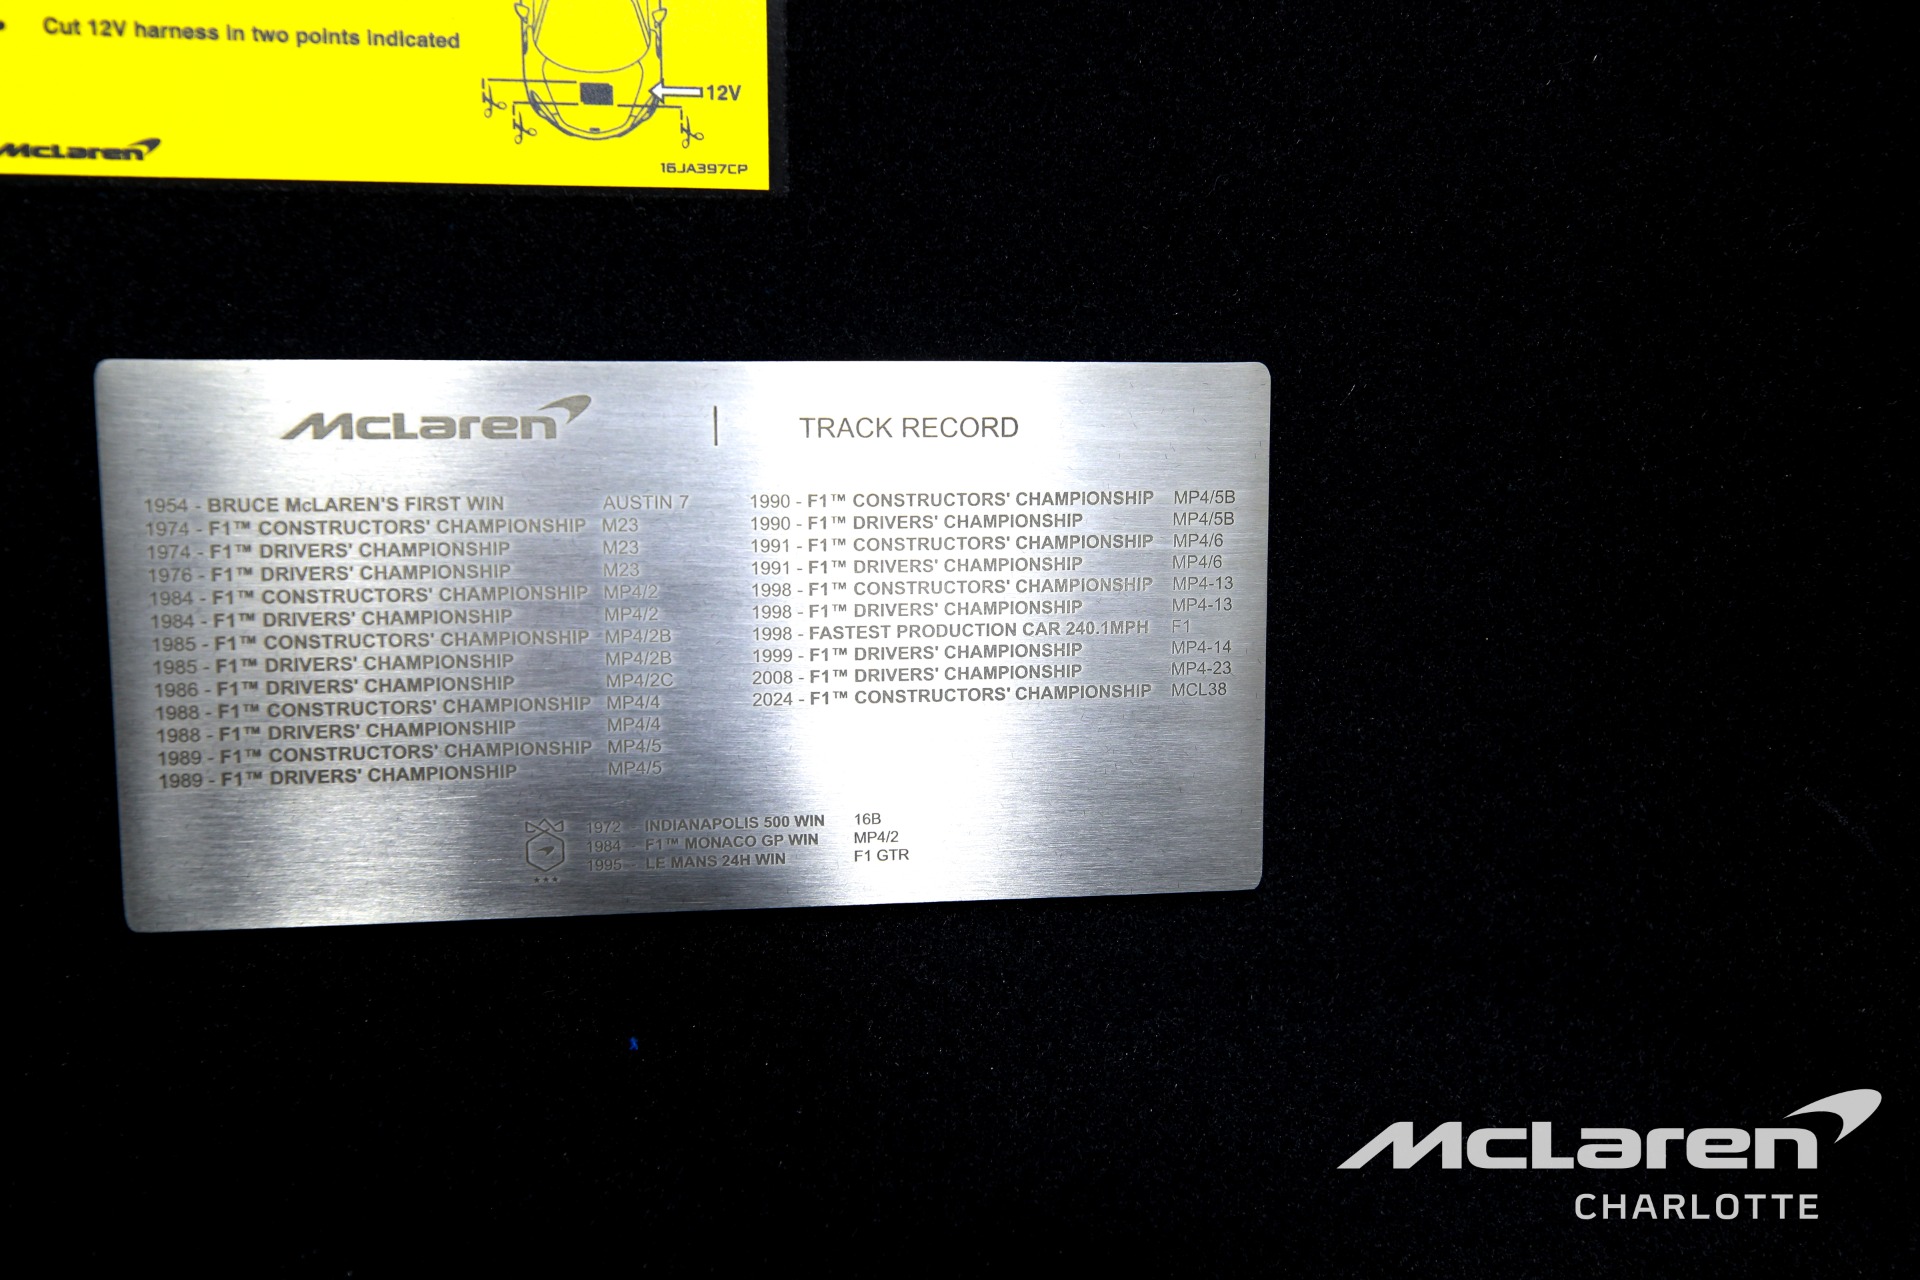 • Cut 12V harness in two points indicated
12V
McLaren
16JA397CP
McLaren | TRACK RECORD
1954 - BRUCE McLAREN'S FIRST WIN AUSTIN 7
1974 - F1™ CONSTRUCTORS' CHAMPIONSHIP M23
1974 - F1™ DRIVERS' CHAMPIONSHIP M23
1976 - F1™ DRIVERS' CHAMPIONSHIP M23
1984 - F1™ CONSTRUCTORS' CHAMPIONSHIP MP4/2
1984 - F1™ DRIVERS' CHAMPIONSHIP MP4/2
1985 - F1™ CONSTRUCTORS' CHAMPIONSHIP MP4/2B
1985 - F1™ DRIVERS' CHAMPIONSHIP MP4/2B
1986 - F1™ DRIVERS' CHAMPIONSHIP MP4/2C
1988 - F1™ CONSTRUCTORS' CHAMPIONSHIP MP4/4
1988 - F1™ DRIVERS' CHAMPIONSHIP MP4/4
1989 - F1™ CONSTRUCTORS' CHAMPIONSHIP MP4/5
1989 - F1™ DRIVERS' CHAMPIONSHIP MP4/5
1990 - F1™ CONSTRUCTORS' CHAMPIONSHIP MP4/5B
1990 - F1™ DRIVERS' CHAMPIONSHIP MP4/5B
1991 - F1™ CONSTRUCTORS' CHAMPIONSHIP MP4/6
1991 - F1™ DRIVERS' CHAMPIONSHIP MP4/6
1998 - F1™ CONSTRUCTORS' CHAMPIONSHIP MP4-13
1998 - F1™ DRIVERS' CHAMPIONSHIP MP4-13
1998 - FASTEST PRODUCTION CAR 240.1MPH F1
1999 - F1™ DRIVERS' CHAMPIONSHIP MP4-14
2008 - F1™ DRIVERS' CHAMPIONSHIP MP4-23
2024 - F1™ CONSTRUCTORS' CHAMPIONSHIP MCL38
1972 - INDIANAPOLIS 500 WIN 16B
1984 - F1™ MONACO GP WIN MP4/2
1995 - LE MANS 24H WIN F1 GTR
McLaren
CHARLOTTE